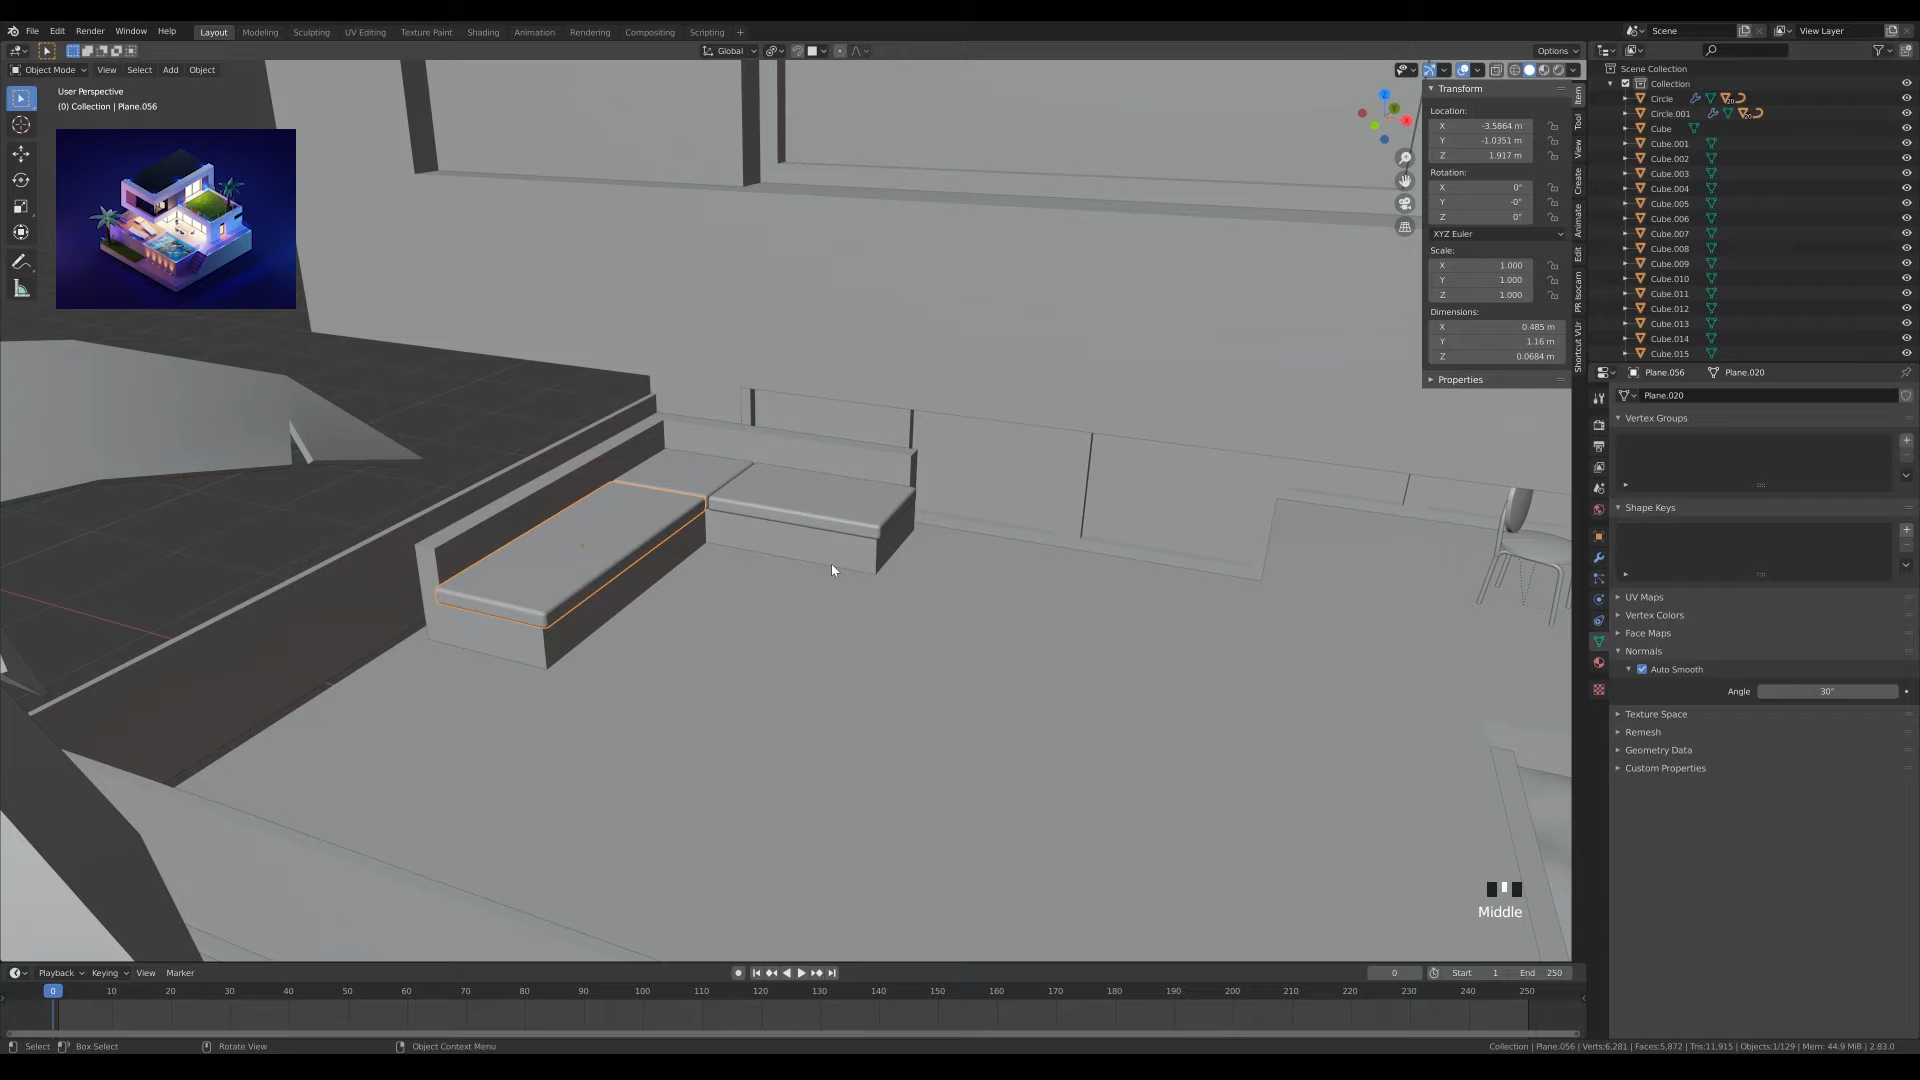 File Edit Render Window Help Layout Modeling Sculpting UV Editing Texture Paint Shading Animation Rendering Compositing Scripting +
Scene View Layer
Global Options
Object Mode View Select Add Object
User Perspective
(0) Collection | Plane.056
Transform
Location:
X -3.5864 m
Y -1.0351 m
Z 1.917 m
Rotation:
X 0°
Y -0°
Z 0°
XYZ Euler
Scale:
X 1.000
Y 1.000
Z 1.000
Dimensions:
X 0.485 m
Y 1.16 m
Z 0.0684 m
Properties
Item
Tool
View
Create
Animate
Edit
PR Isocam
Shortcut VUr
Z
Y
X
Scene Collection
Collection
Circle
Circle.001
Cube
Cube.001
Cube.002
Cube.003
Cube.004
Cube.005
Cube.006
Cube.007
Cube.008
Cube.009
Cube.010
Cube.011
Cube.012
Cube.013
Cube.014
Cube.015
Plane.056 Plane.020
Plane.020
Vertex Groups
Shape Keys
UV Maps
Vertex Colors
Face Maps
Normals
Auto Smooth
Angle 30°
Texture Space
Remesh
Geometry Data
Custom Properties
Middle
Playback Keying View Marker 0 Start 1 End 250
0 10 20 30 40 50 60 70 80 90 100 110 120 130 140 150 160 170 180 190 200 210 220 230 240 250
Select Box Select Rotate View Object Context Menu
Collection | Plane.056 | Verts:6,281 | Faces:5,872 | Tris:11,915 | Objects:1/129 | Mem: 44.9 MiB | 2.83.0